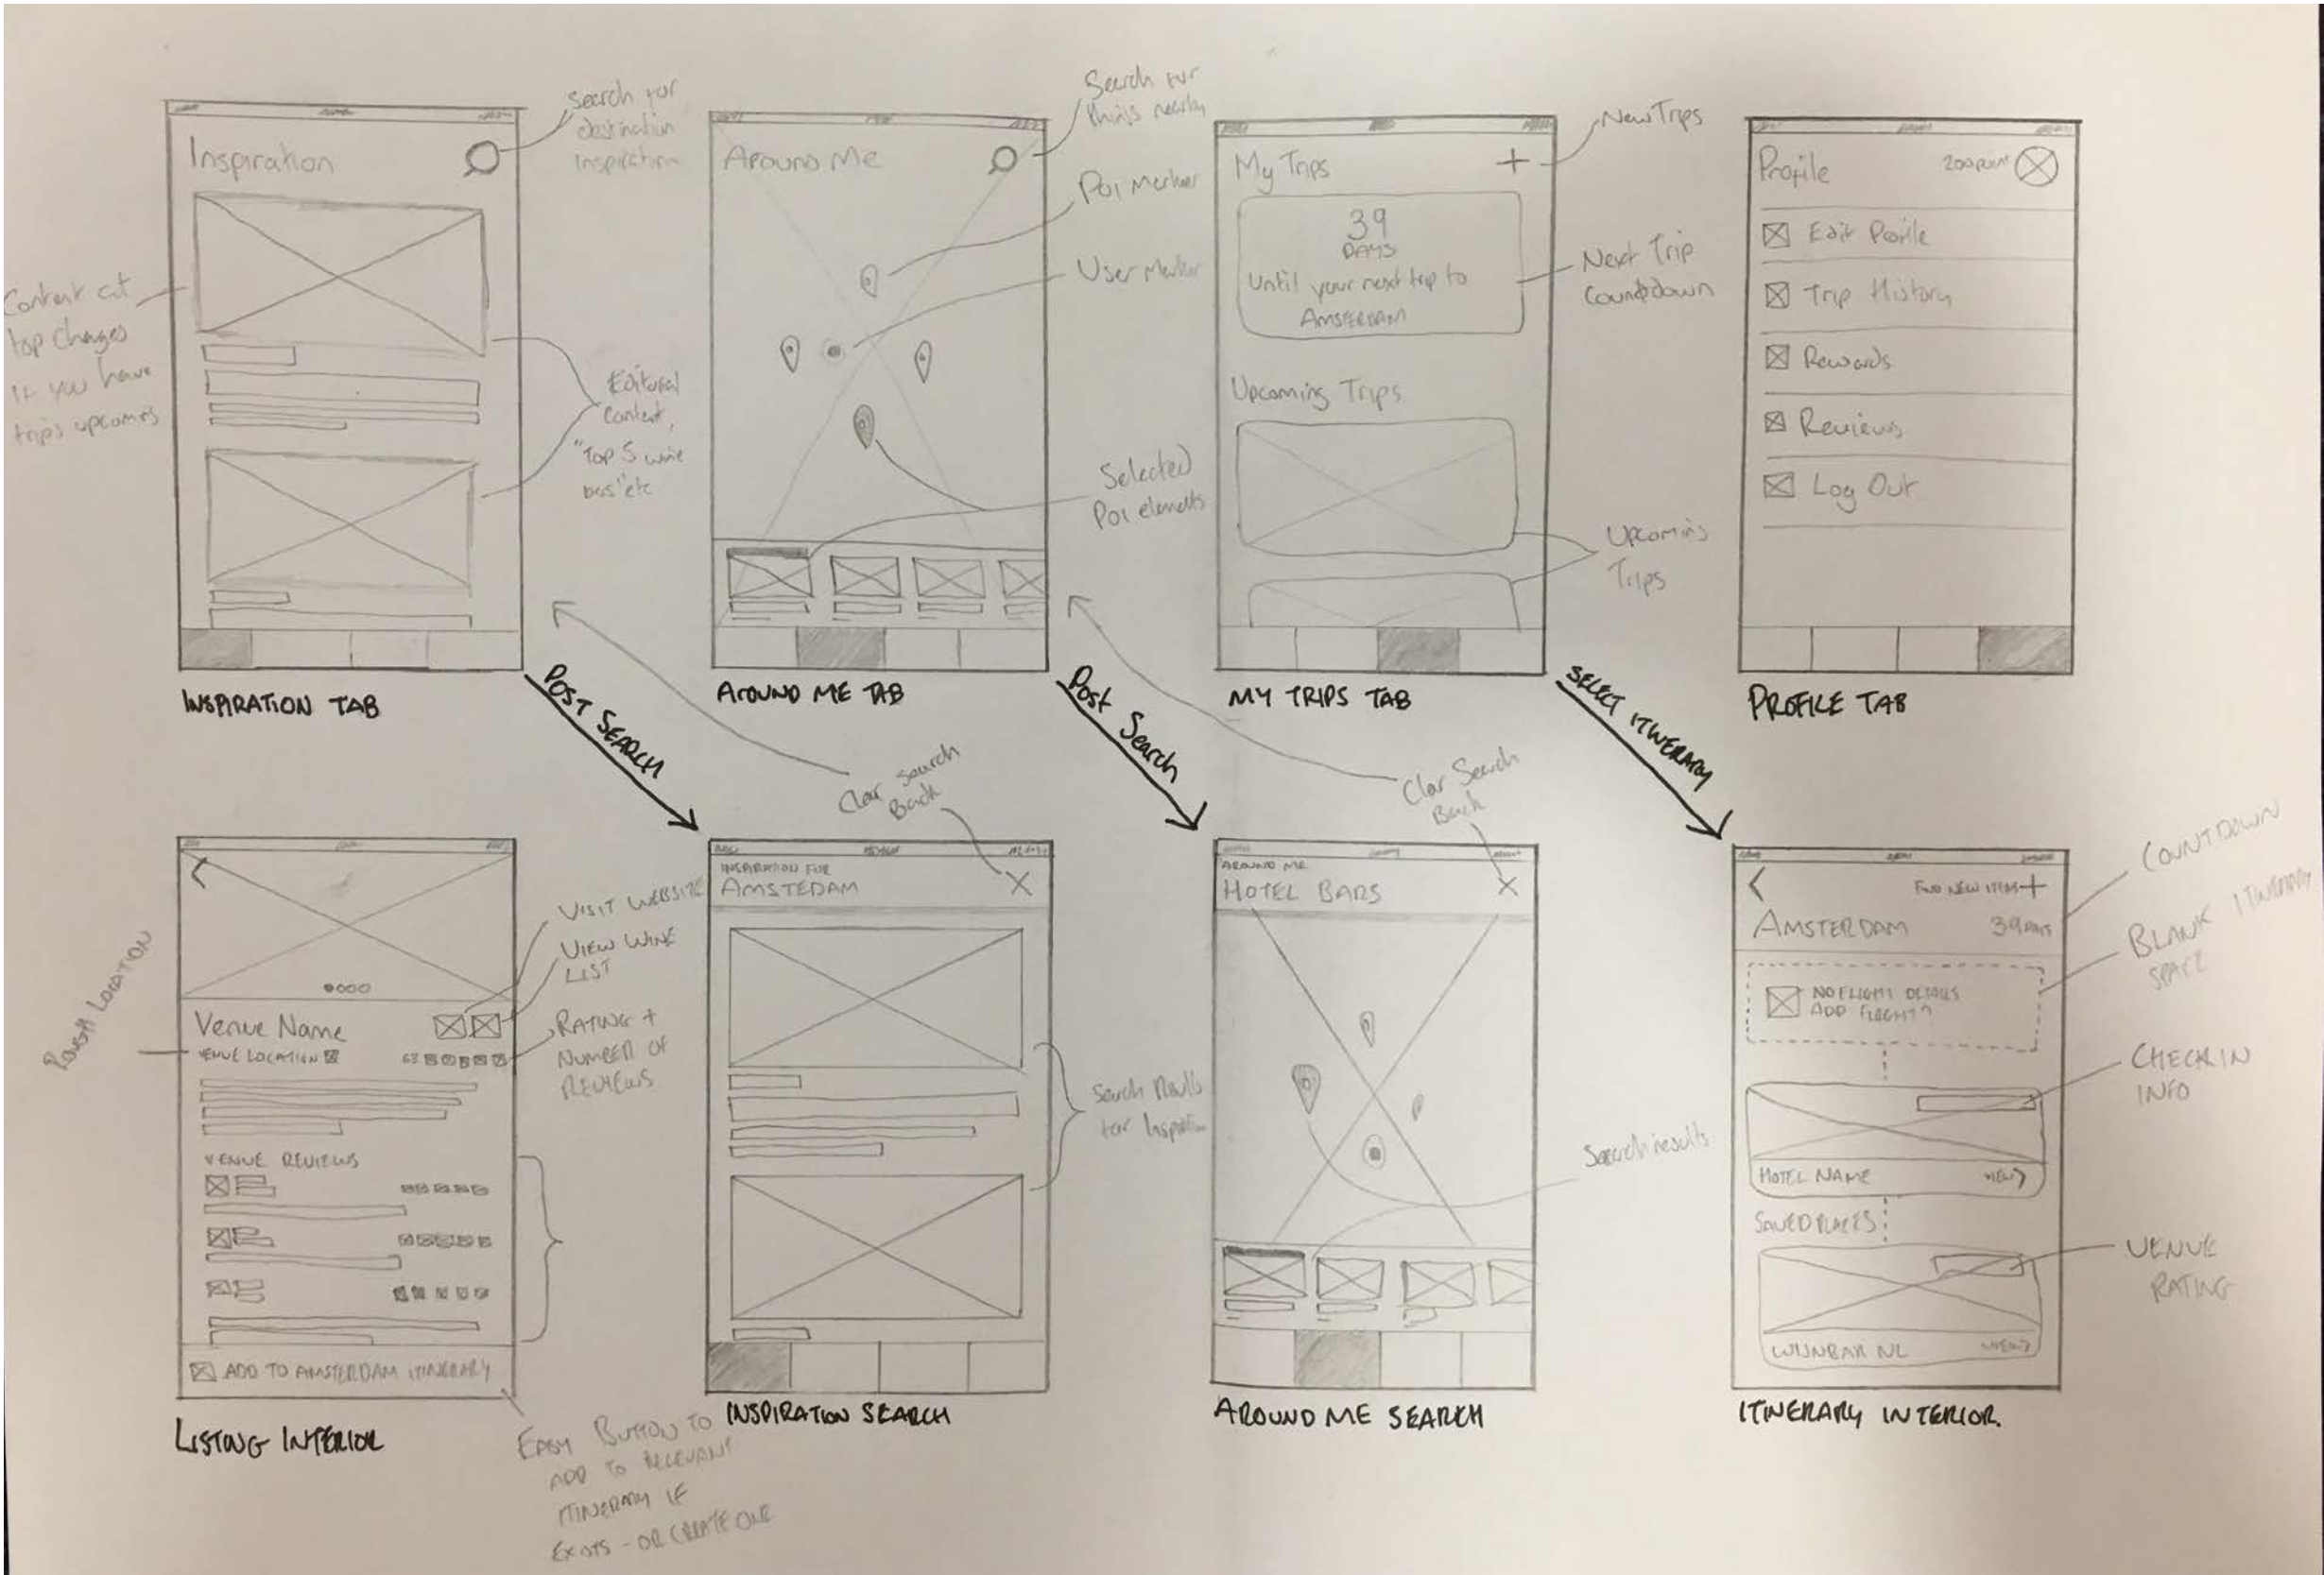 Inspiration
Search for
destination
Inspiration
Content at
top changes
if you have
trips upcoming
Editorial
Content,
"Top 5 wine
bars" etc
INSPIRATION TAB
Around Me
Search for
things nearby
POI Marker
User Marker
Selected
POI elements
AROUND ME TAB
My Trips
+
New Trips
39
DAYS
Until your next trip to
AMSTERDAM
Next Trip
Countdown
Upcoming Trips
Upcoming
Trips
MY TRIPS TAB
Profile
Edit Profile
Trip History
Rewards
Reviews
Log Out
PROFILE TAB
POST SEARCH
Post Search
SELECT ITINERARY
Clear Search
Back
Clear Search
Back
Venue Name
VENUE LOCATION
ROUGH LOCATION
VISIT WEBSITE
VIEW WINE
LIST
RATING +
NUMBER OF
REVIEWS
VENUE REVIEWS
ADD TO AMSTERDAM ITINERARY
LISTING INTERIOR
EASY BUTTON TO
ADD TO RELEVANT
ITINERARY IF
EXISTS - OR CREATE ONE
INSPIRATION FOR
AMSTEDAM
X
Search Results
for Inspiration
INSPIRATION SEARCH
AROUND ME
HOTEL BARS
X
Search results
AROUND ME SEARCH
FIND NEW ITEMS +
AMSTERDAM
39 DAYS
COUNTDOWN
BLANK ITINERARY
SPACE
NO FLIGHT DETAILS
ADD FLIGHT?
CHECK IN
INFO
HOTEL NAME
VIEW >
SAVED PLACES
VENUE
RATING
WIJNBAR NL
VIEW >
ITINERARY INTERIOR.